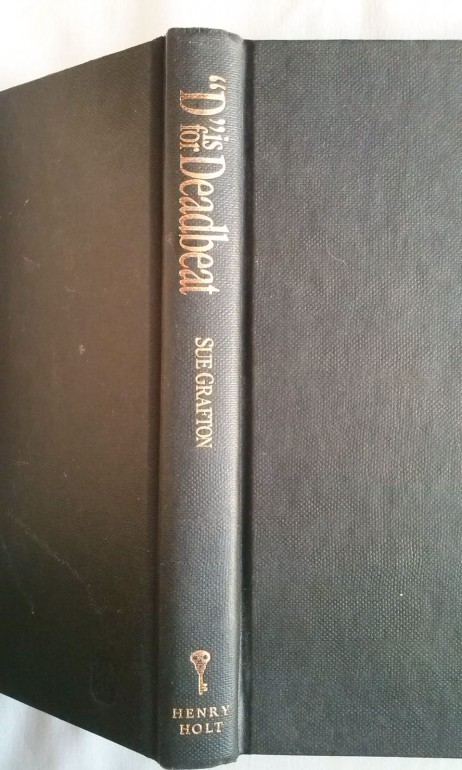 "D" is
for Deadbeat
SUE GRAFTON
HENRY
HOLT